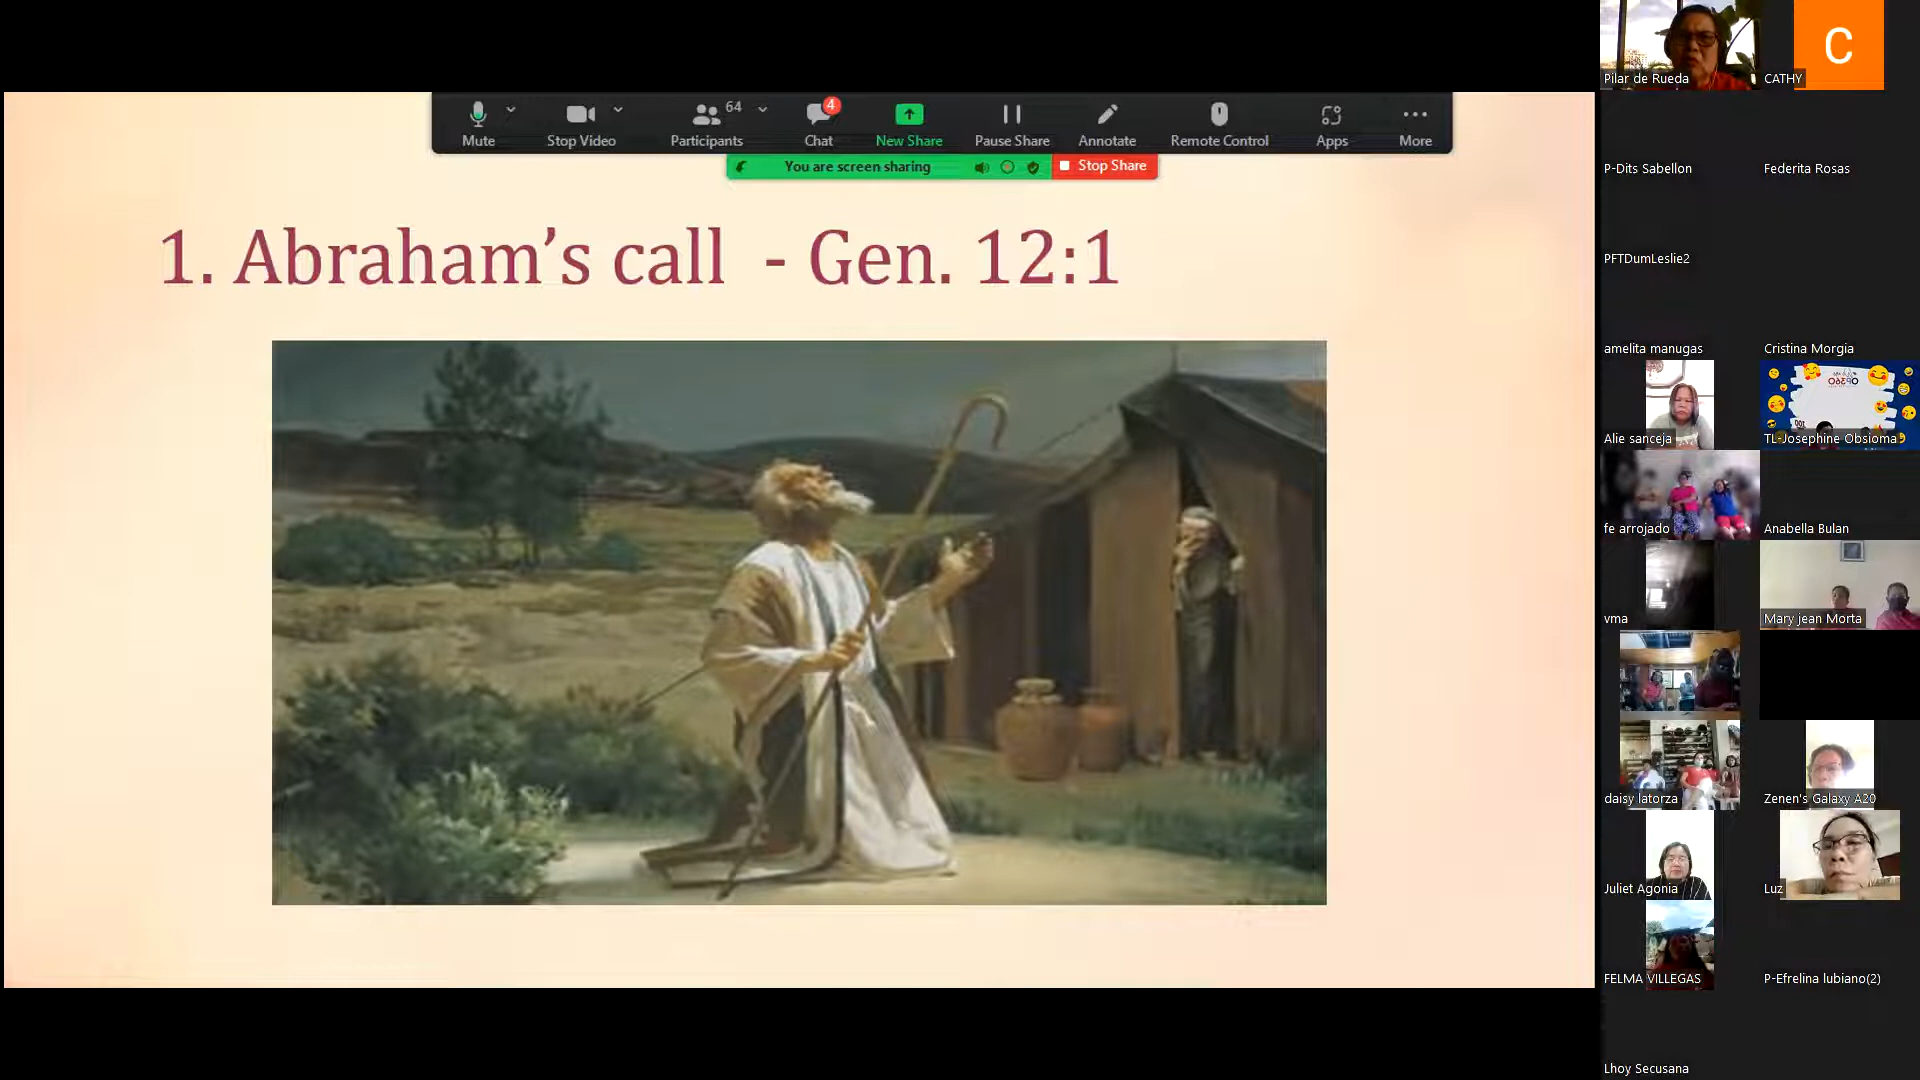 64
4
Mute
Stop Video
Participants
Chat
New Share
Pause Share
Annotate
Remote Control
Apps
More
You are screen sharing
Stop Share
1. Abraham’s call - Gen. 12:1
C
Pilar de Rueda
CATHY
P-Dits Sabellon
Federita Rosas
PFTDumLeslie2
amelita manugas
Cristina Morgia
Alie sanceja
TL-Josephine Obsioma
fe arrojado
Anabella Bulan
vma
Mary jean Morta
daisy latorza
Zenen's Galaxy A20
Juliet Agonia
Luz
FELMA VILLEGAS
P-Efrelina lubiano(2)
Lhoy Secusana